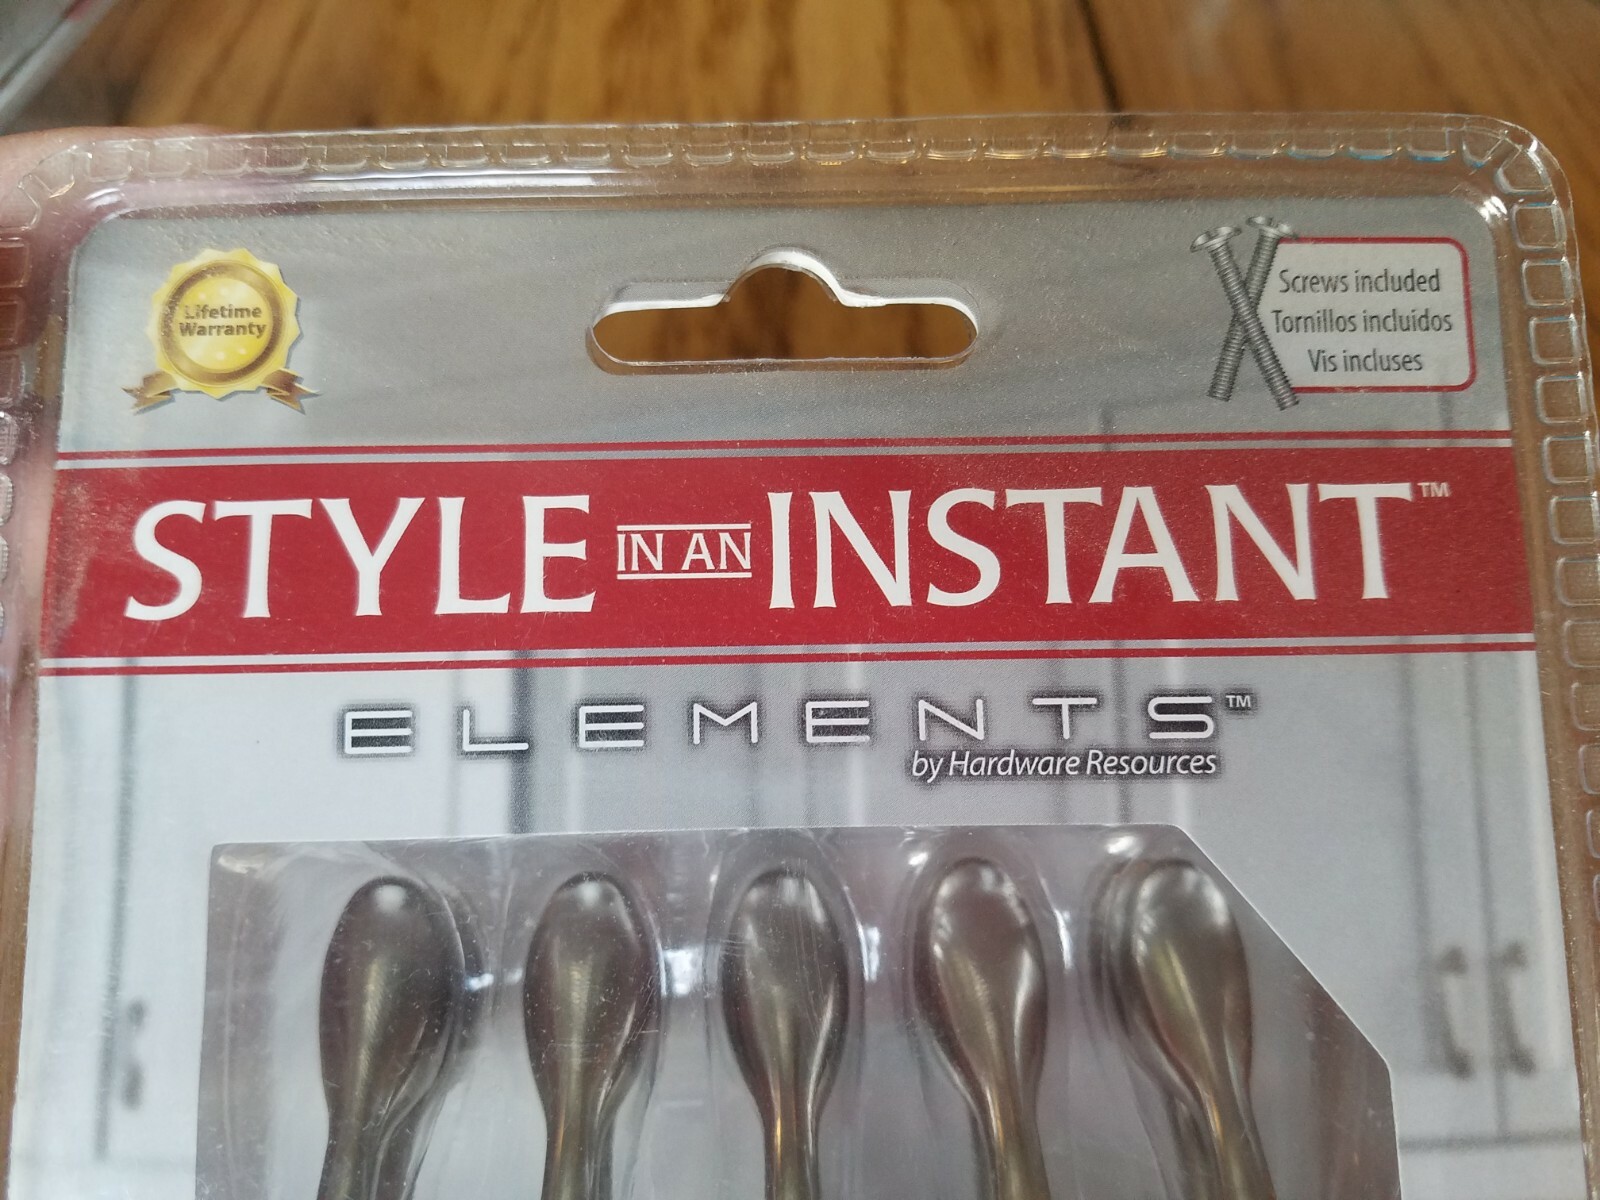 Lifetime
Warranty
Screws included
Tornillos incluidos
Vis incluses
STYLE IN AN INSTANT™
ELEMENTS™
by Hardware Resources